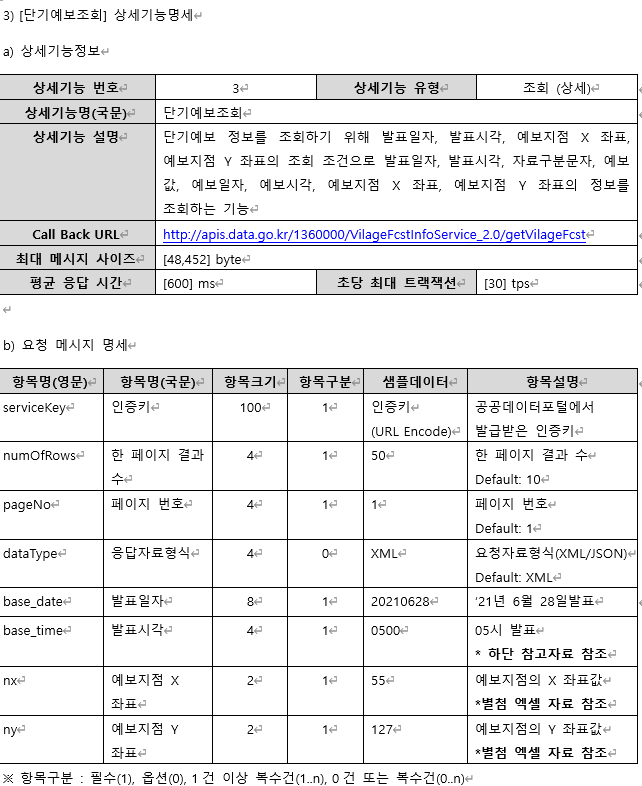 3) [단기예보조회] 상세기능명세
a) 상세기능정보
상세기능 번호 3 상세기능 유형 조회 (상세)
상세기능명(국문) 단기예보조회
상세기능 설명 단기예보 정보를 조회하기 위해 발표일자, 발표시각, 예보지점 X 좌표,
예보지점 Y 좌표의 조회 조건으로 발표일자, 발표시각, 자료구분문자, 예보
값, 예보일자, 예보시각, 예보지점 X 좌표, 예보지점 Y 좌표의 정보를
조회하는 기능
Call Back URL http://apis.data.go.kr/1360000/VilageFcstInfoService_2.0/getVilageFcst
최대 메시지 사이즈 [48,452] byte
평균 응답 시간 [600] ms 초당 최대 트랙잭션 [30] tps
b) 요청 메시지 명세
항목명(영문) 항목명(국문) 항목크기 항목구분 샘플데이터 항목설명
serviceKey 인증키 100 1 인증키 공공데이터포털에서
(URL Encode) 발급받은 인증키
numOfRows 한 페이지 결과 4 1 50 한 페이지 결과 수
수 Default: 10
pageNo 페이지 번호 4 1 1 페이지 번호
Default: 1
dataType 응답자료형식 4 0 XML 요청자료형식(XML/JSON)
Default: XML
base_date 발표일자 8 1 20210628 '21년 6월 28일발표
base_time 발표시각 4 1 0500 05시 발표
* 하단 참고자료 참조
nx 예보지점 X 2 1 55 예보지점의 X 좌표값
좌표 *별첨 엑셀 자료 참조
ny 예보지점 Y 2 1 127 예보지점의 Y 좌표값
좌표 *별첨 엑셀 자료 참조
※ 항목구분 : 필수(1), 옵션(0), 1 건 이상 복수건(1..n), 0 건 또는 복수건(0..n)